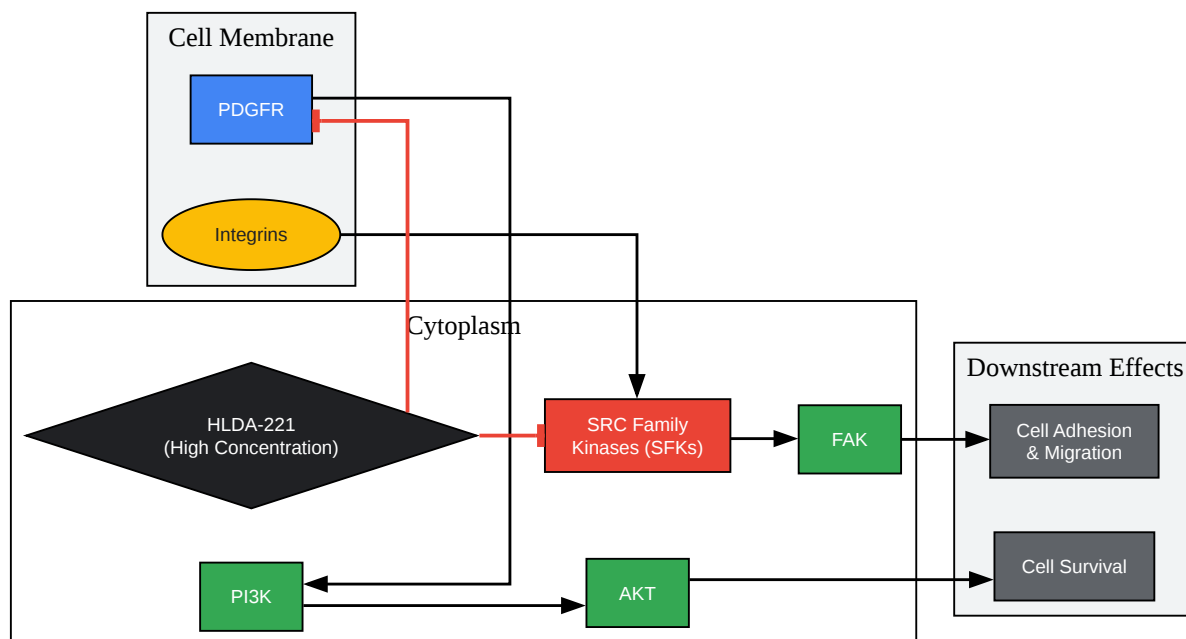 Cell Membrane
PDGFR
Integrins
Cytoplasm
HLDA-221
(High Concentration)
SRC Family
Kinases (SFKs)
FAK
PI3K
AKT
Downstream Effects
Cell Adhesion
& Migration
Cell Survival